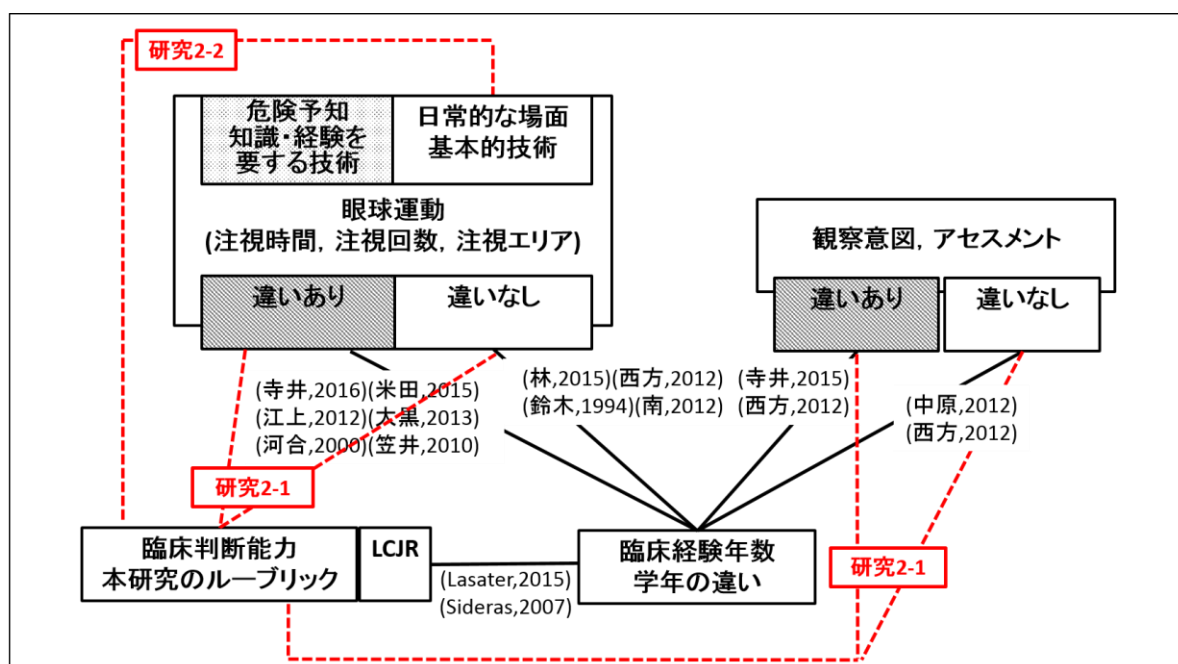 研究2-2
危険予知
知識・経験を
要する技術
日常的な場面
基本的技術
眼球運動
(注視時間，注視回数，注視エリア)
違いあり
違いなし
観察意図，アセスメント
違いあり
違いなし
(寺井,2016)(米田,2015)
(江上,2012)(大黒,2013)
(河合,2000)(笠井,2010)
(林,2015)(西方,2012)
(鈴木,1994)(南,2012)
(寺井,2015)
(西方,2012)
(中原,2012)
(西方,2012)
研究2-1
臨床判断能力
本研究のルーブリック
LCJR
(Lasater,2015)
(Sideras,2007)
臨床経験年数
学年の違い
研究2-1